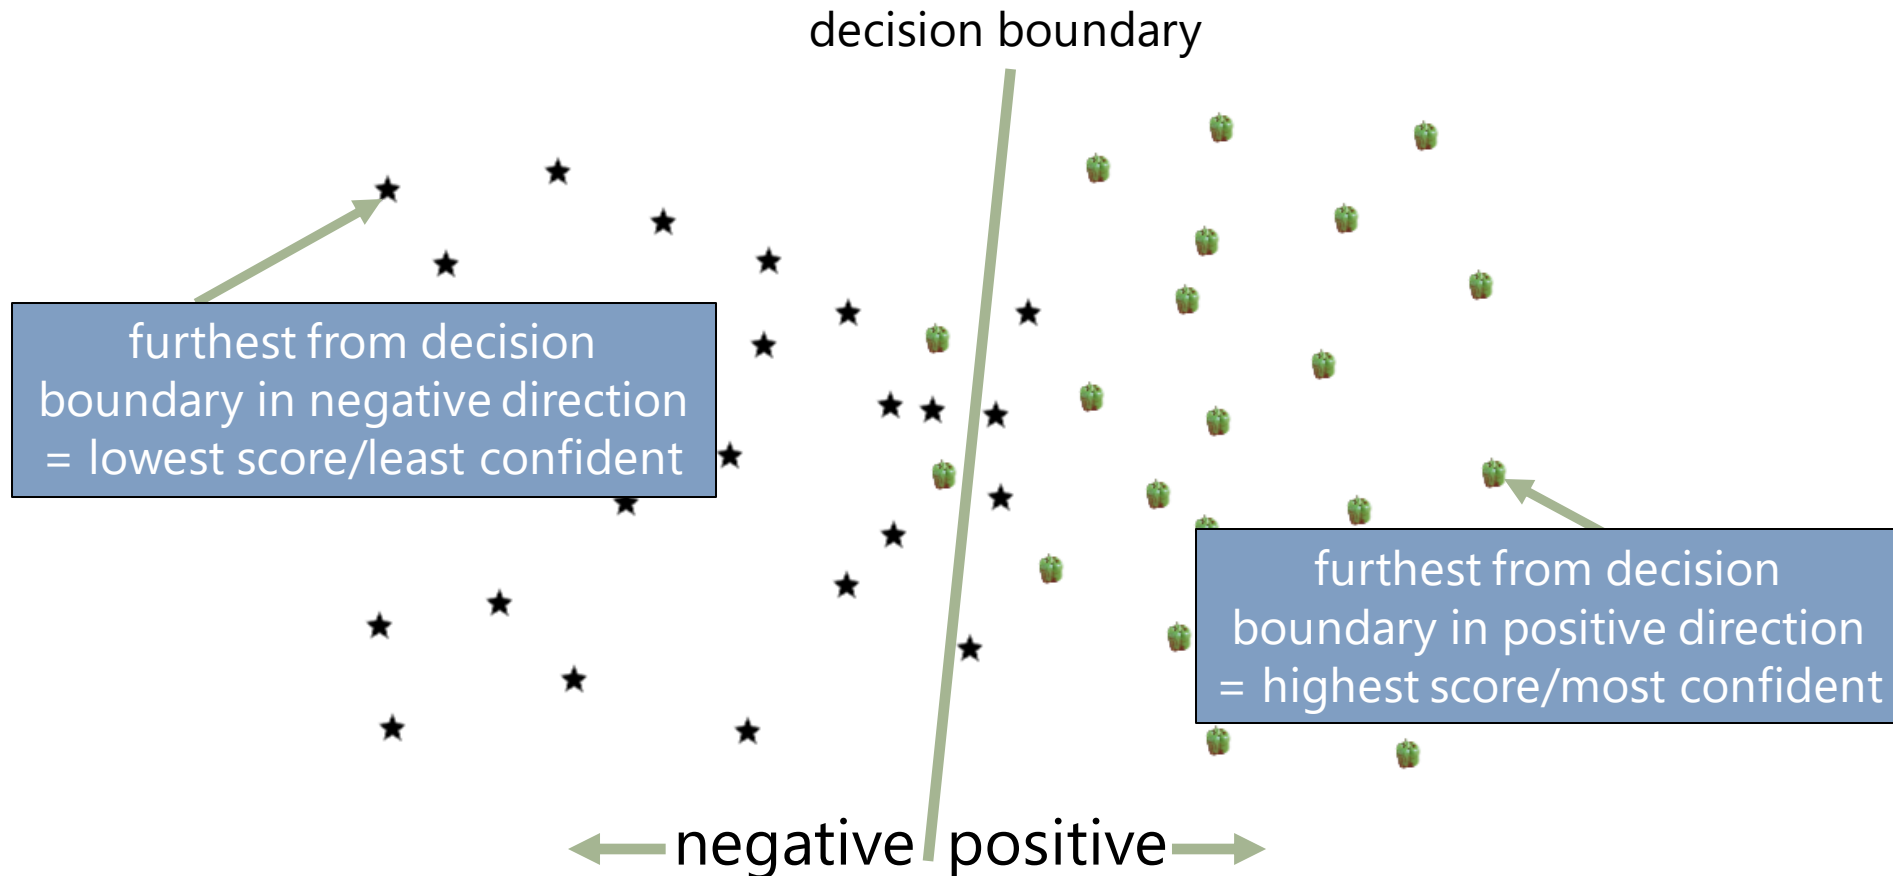 decision boundary
furthest from decision
boundary in negative direction
= lowest score/least confident
furthest from decision
boundary in positive direction
= highest score/most confident
negative positive